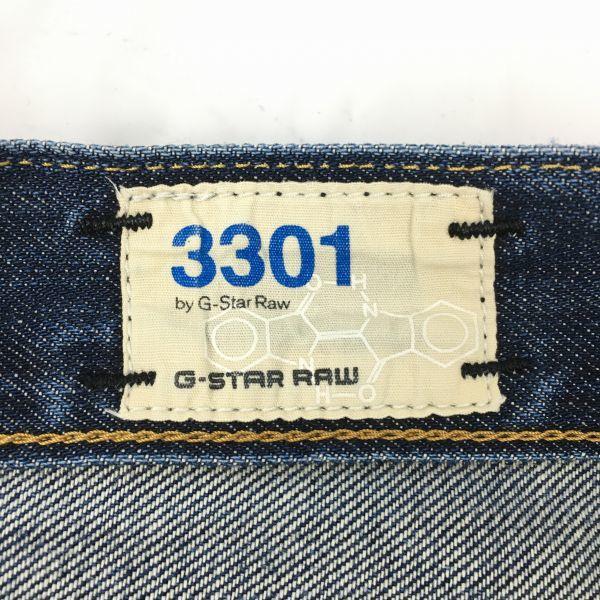 3301
by G-Star Raw
O H
N
G-STAR RAW
N
H O